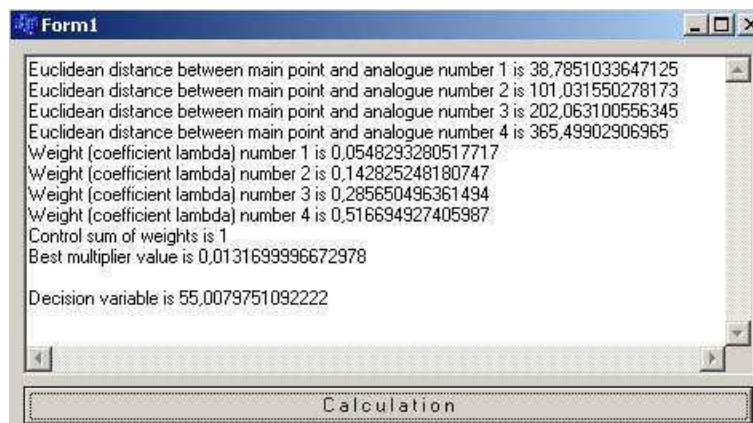 Form1
Euclidean distance between main point and analogue number 1 is 38,7851033647125
Euclidean distance between main point and analogue number 2 is 101,031550278173
Euclidean distance between main point and analogue number 3 is 202,063100556345
Euclidean distance between main point and analogue number 4 is 365,49902906965
Weight (coefficient lambda) number 1 is 0,0548293280517717
Weight (coefficient lambda) number 2 is 0,142825248180747
Weight (coefficient lambda) number 3 is 0,285650496361494
Weight (coefficient lambda) number 4 is 0,516694927405987
Control sum of weights is 1
Best multiplier value is 0,0131699996672978
Decision variable is 55,0079751092222
Calculation